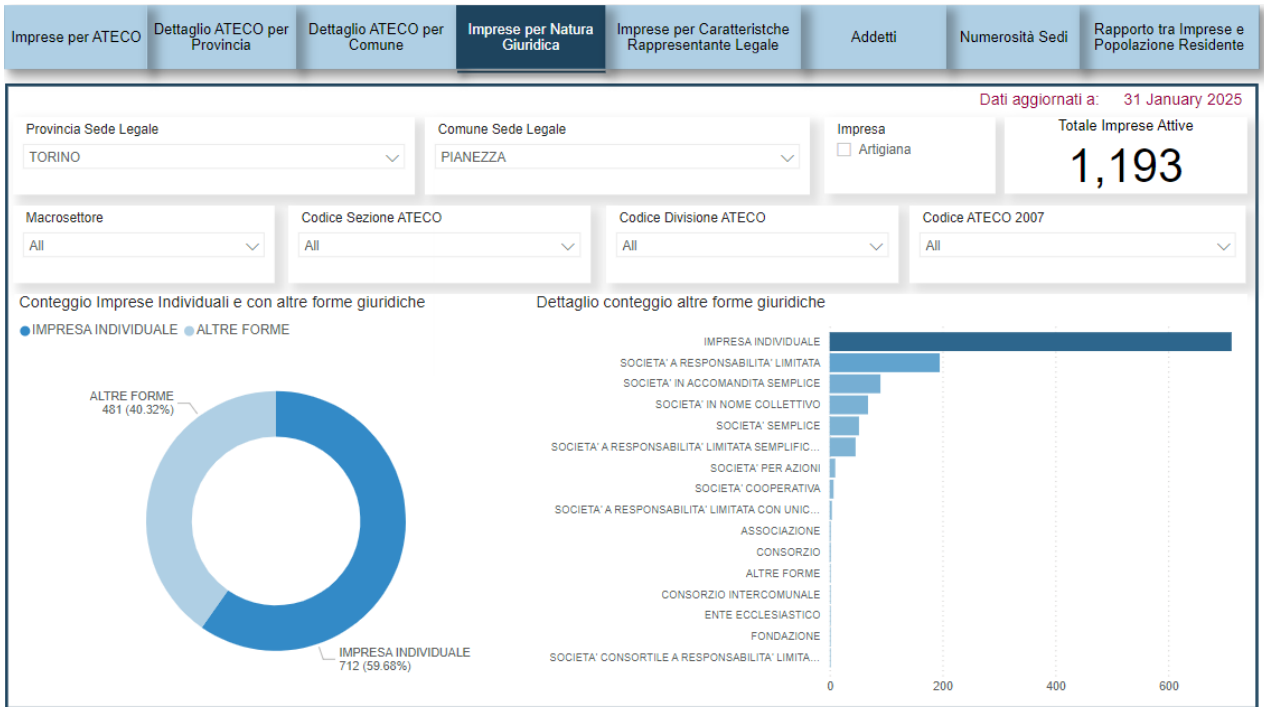 Imprese per ATECO
Dettaglio ATECO per
Provincia
Dettaglio ATECO per
Comune
Imprese per Natura
Giuridica
Imprese per Caratteristche
Rappresentante Legale
Addetti
Numerosità Sedi
Rapporto tra Imprese e
Popolazione Residente
Dati aggiornati a: 31 January 2025
Provincia Sede Legale
TORINO
Comune Sede Legale
PIANEZZA
Impresa
Artigiana
Totale Imprese Attive
1,193
Macrosettore
All
Codice Sezione ATECO
All
Codice Divisione ATECO
All
Codice ATECO 2007
All
Conteggio Imprese Individuali e con altre forme giuridiche
IMPRESA INDIVIDUALE ALTRE FORME
ALTRE FORME
481 (40.32%)
IMPRESA INDIVIDUALE
712 (59.68%)
Dettaglio conteggio altre forme giuridiche
IMPRESA INDIVIDUALE
SOCIETA' A RESPONSABILITA' LIMITATA
SOCIETA' IN ACCOMANDITA SEMPLICE
SOCIETA' IN NOME COLLETTIVO
SOCIETA' SEMPLICE
SOCIETA' A RESPONSABILITA' LIMITATA SEMPLIFIC...
SOCIETA' PER AZIONI
SOCIETA' COOPERATIVA
SOCIETA' A RESPONSABILITA' LIMITATA CON UNIC...
ASSOCIAZIONE
CONSORZIO
ALTRE FORME
CONSORZIO INTERCOMUNALE
ENTE ECCLESIASTICO
FONDAZIONE
SOCIETA' CONSORTILE A RESPONSABILITA' LIMITA...
0 200 400 600